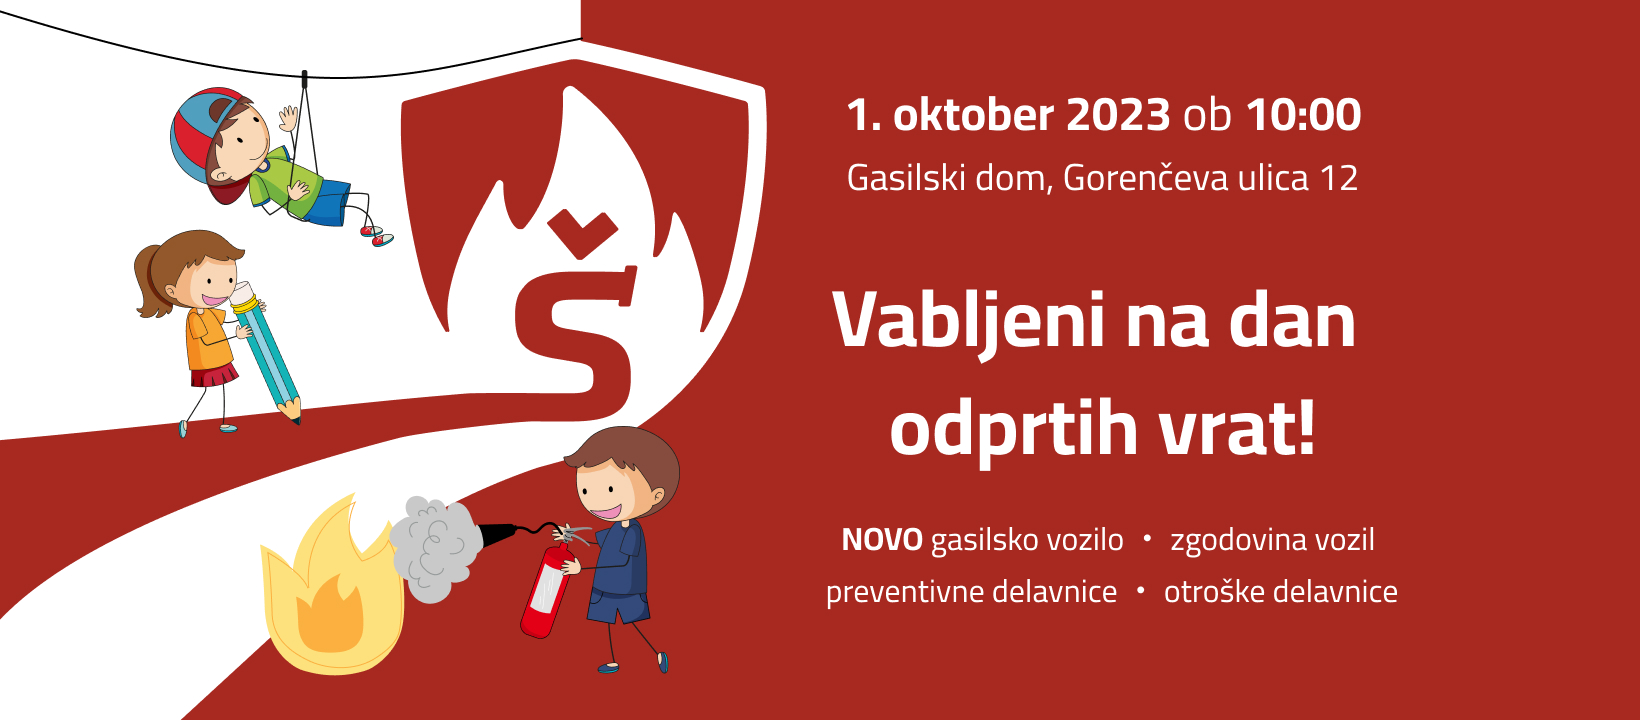 Š
1. oktober 2023 ob 10:00
Gasilski dom, Gorenčeva ulica 12
Vabljeni na dan
odprtih vrat!
NOVO gasilsko vozilo • zgodovina vozil
preventivne delavnice • otroške delavnice